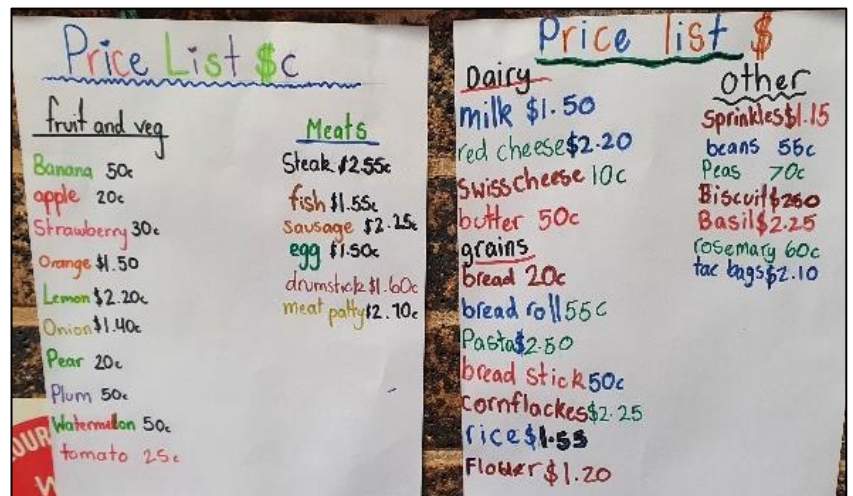 Price List $c
fruit and veg
Banana 50c
apple 20c
Strawberry 30c
Orange $1.50
Lemon $2.20c
Onion $1.40c
Pear 20c
Plum 50c
Watermelon 50c
tomato 25c
Meats
Steak $2.55c
fish $1.55c
sausage $2.25c
egg $1.50c
drumstick $1.60c
meat patty $2.70c
Price list $
Dairy
milk $1.50
red cheese $2.20
Swiss cheese 10c
butter 50c
grains
bread 20c
bread roll 55c
Pasta $2.50
bread stick 50c
cornflackes $2.25
rice $1.55
Flower $1.20
other
Sprinkles $1.15
beans 55c
Peas 70c
Biscuit $250
Basil $2.25
rosemary 60c
tac bags $2.10
OUR